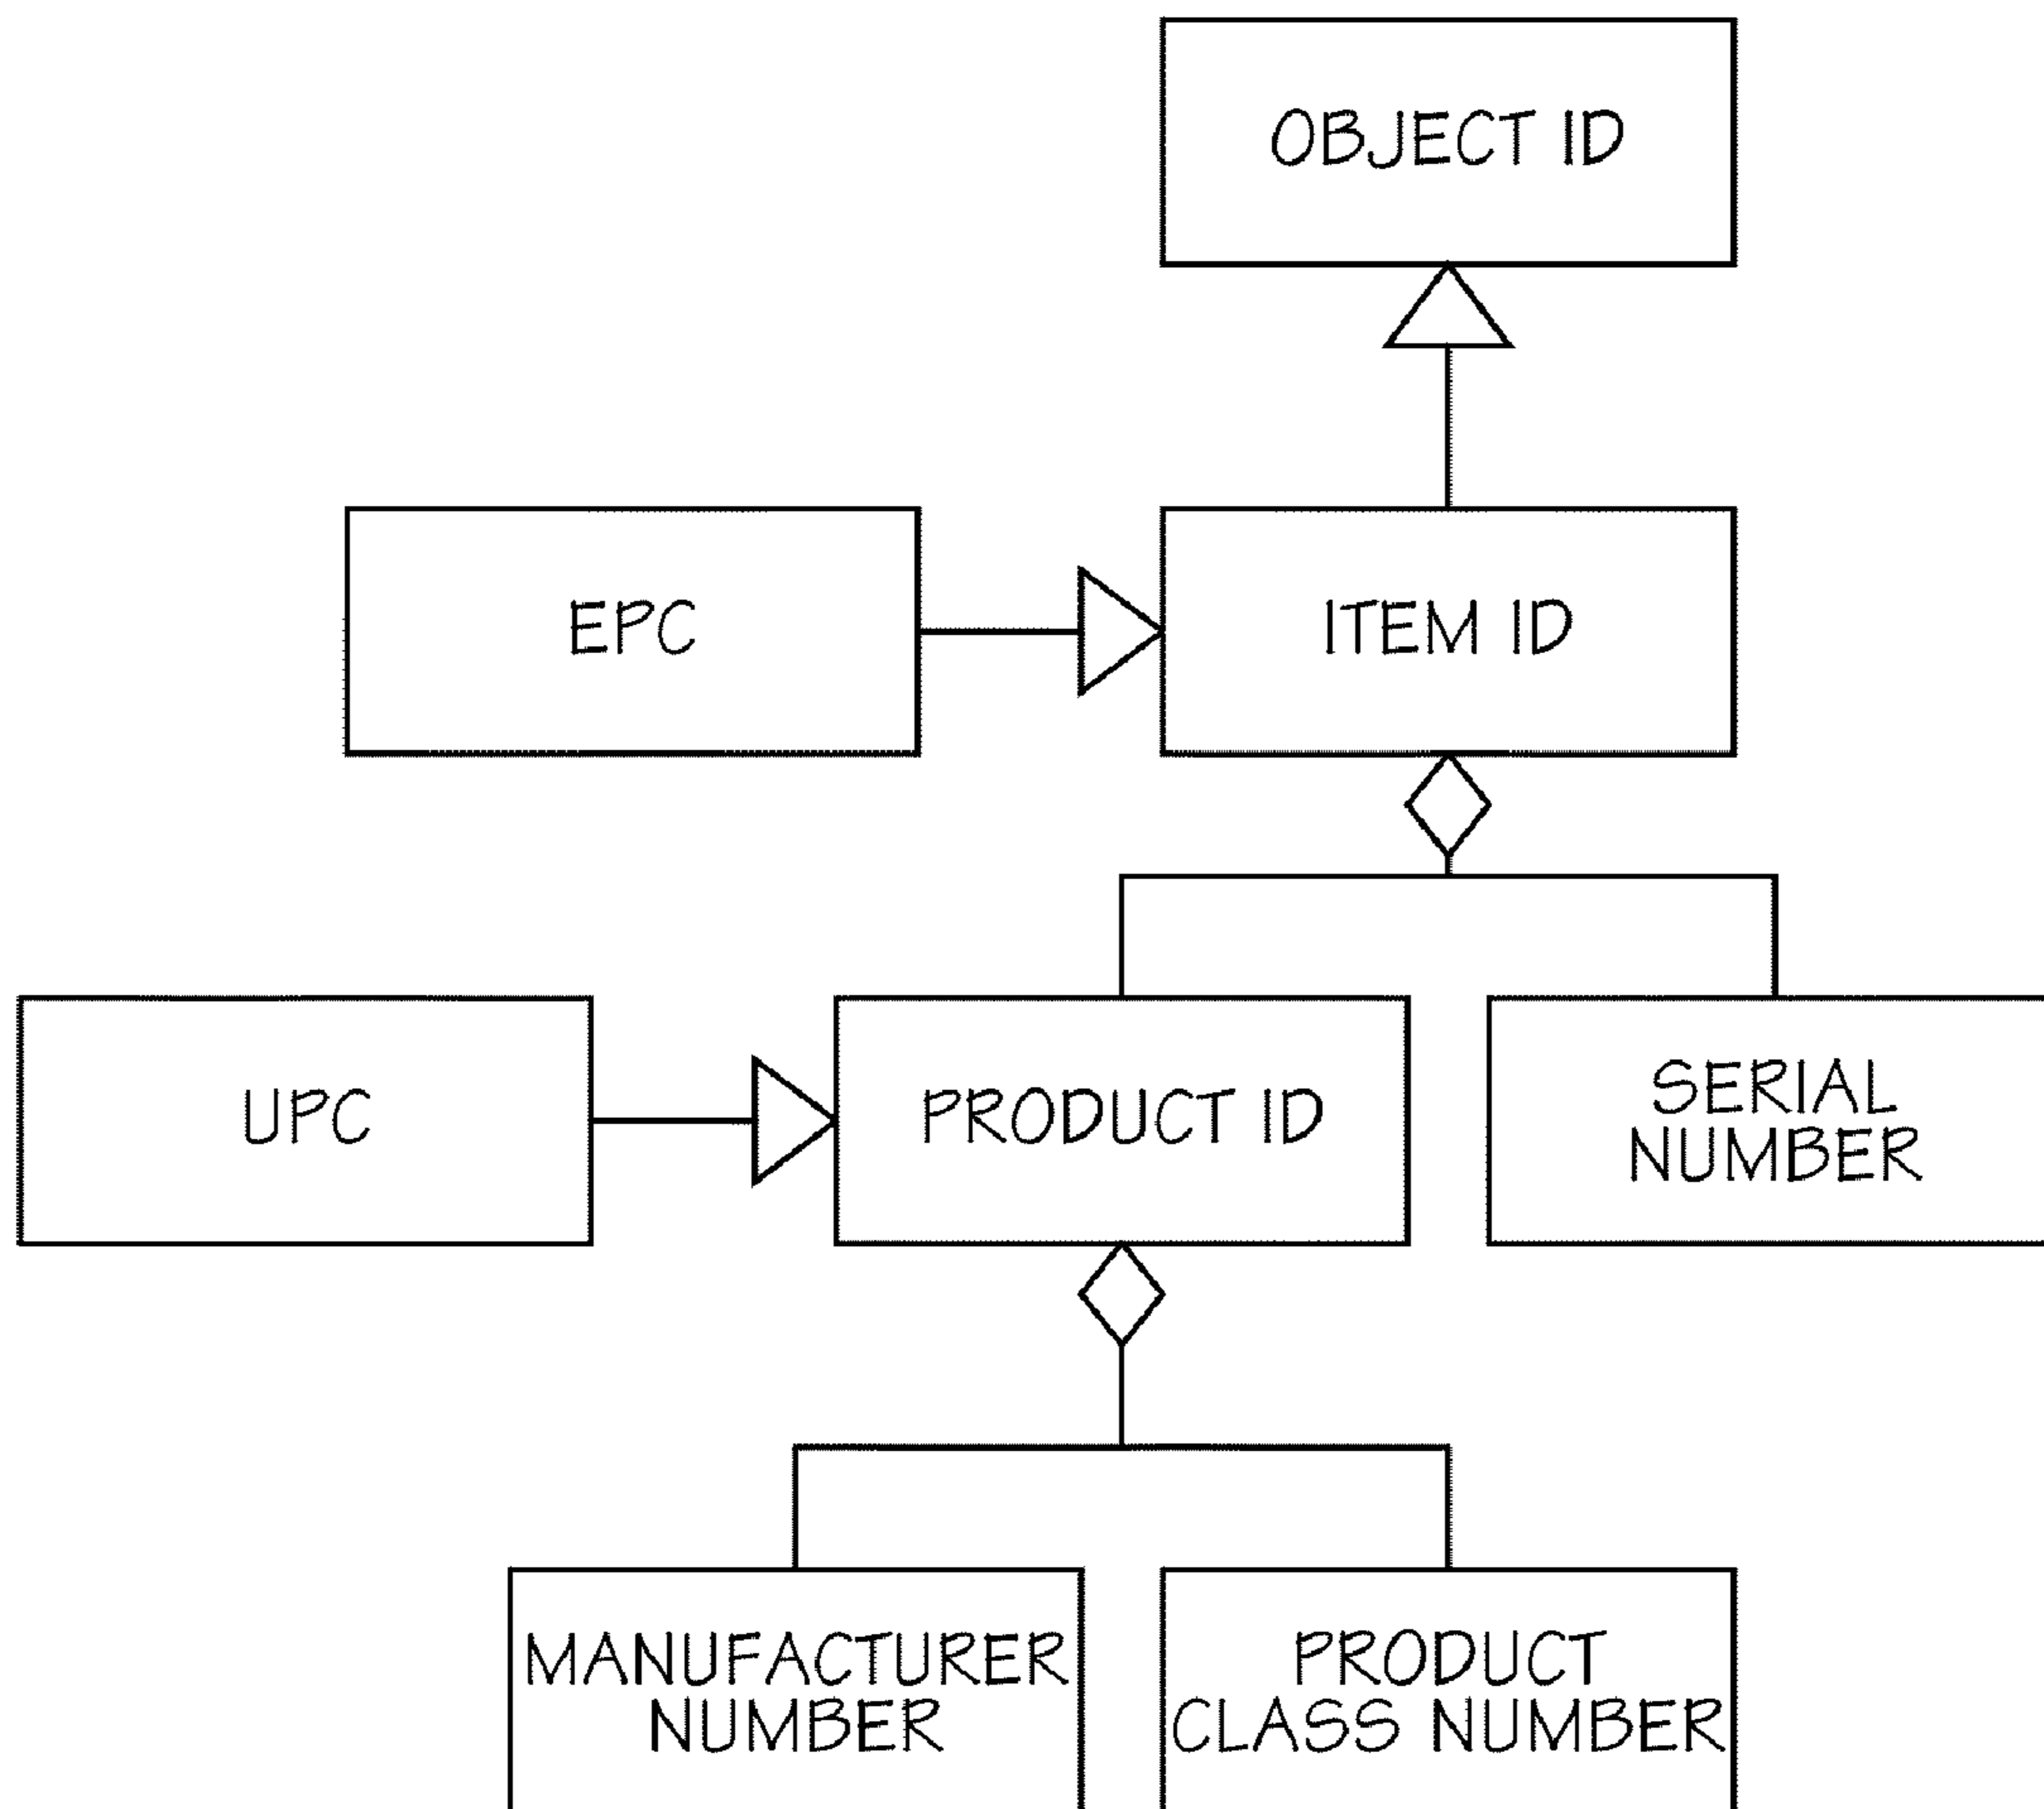 OBJECT ID
EPC
ITEM ID
UPC
PRODUCT ID
SERIAL
NUMBER
MANUFACTURER
NUMBER
PRODUCT
CLASS NUMBER